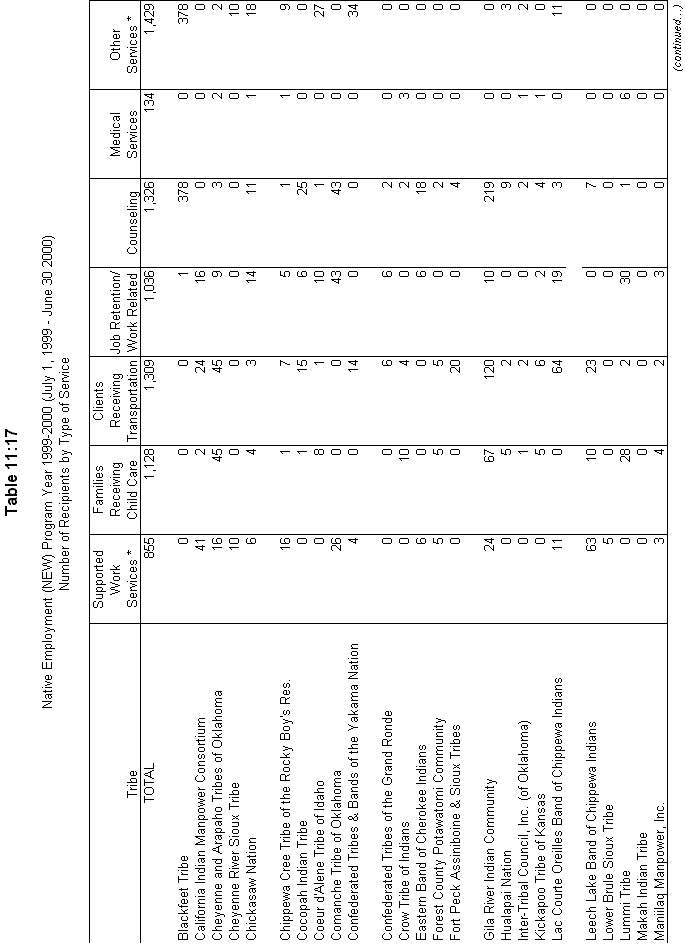 Table 11:17
Native Employment (NEW) Program Year 1999-2000 (July 1, 1999 - June 30 2000)
Number of Recipients by Type of Service
Supported Families Clients
Work Receiving Receiving Job Retention/ Medical Other
Tribe Services * Child Care Transportation Work Related Counseling Services Services *
TOTAL 855 1,128 1,309 1,036 1,326 134 1,429
Blackfeet Tribe 0 0 0 1 378 0 378
California Indian Manpower Consortium 41 2 24 16 0 0 0
Cheyenne and Arapaho Tribes of Oklahoma 16 45 45 9 3 2 2
Cheyenne River Sioux Tribe 10 0 0 0 0 0 10
Chickasaw Nation 6 4 3 14 11 1 18
Chippewa Cree Tribe of the Rocky Boy's Res. 16 1 7 5 1 1 9
Cocopah Indian Tribe 0 1 15 6 25 0 0
Coeur d'Alene Tribe of Idaho 0 8 1 10 1 0 27
Comanche Tribe of Oklahoma 26 0 0 43 43 0 0
Confederated Tribes & Bands of the Yakama Nation 4 0 14 0 0 0 34
Confederated Tribes of the Grand Ronde 0 0 6 6 2 0 0
Crow Tribe of Indians 0 10 4 0 2 3 0
Eastern Band of Cherokee Indians 6 0 0 6 18 0 0
Forest County Potawatomi Community 5 5 5 0 2 0 0
Fort Peck Assiniboine & Sioux Tribes 0 0 20 0 4 0 0
Gila River Indian Community 24 67 120 10 219 0 0
Hualapai Nation 0 5 2 0 9 0 3
Inter-Tribal Council, Inc. (of Oklahoma) 0 1 2 0 2 1 2
Kickapoo Tribe of Kansas 0 5 6 2 4 1 0
Lac Courte Oreilles Band of Chippewa Indians 11 0 64 19 3 0 11
Leech Lake Band of Chippewa Indians 63 10 23 0 7 0 0
Lower Brule Sioux Tribe 5 0 0 0 0 0 0
Lummi Tribe 0 28 2 30 1 6 0
Makah Indian Tribe 0 0 0 0 0 0 0
Maniilaq Manpower, Inc. 3 4 2 3 0 0 0
(continued...)